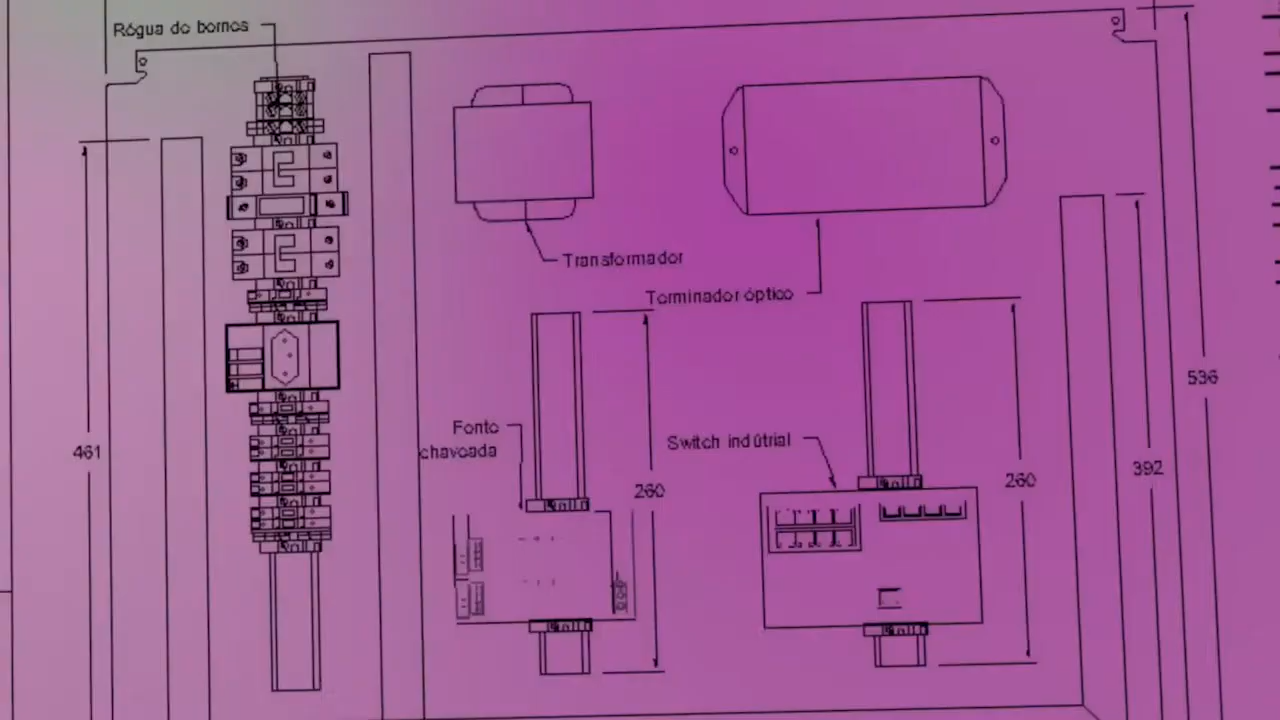 Régua de bornes
Transformador
Terminador óptico
536
Fonte
chaveada
Switch indútrial
461
260
260
392